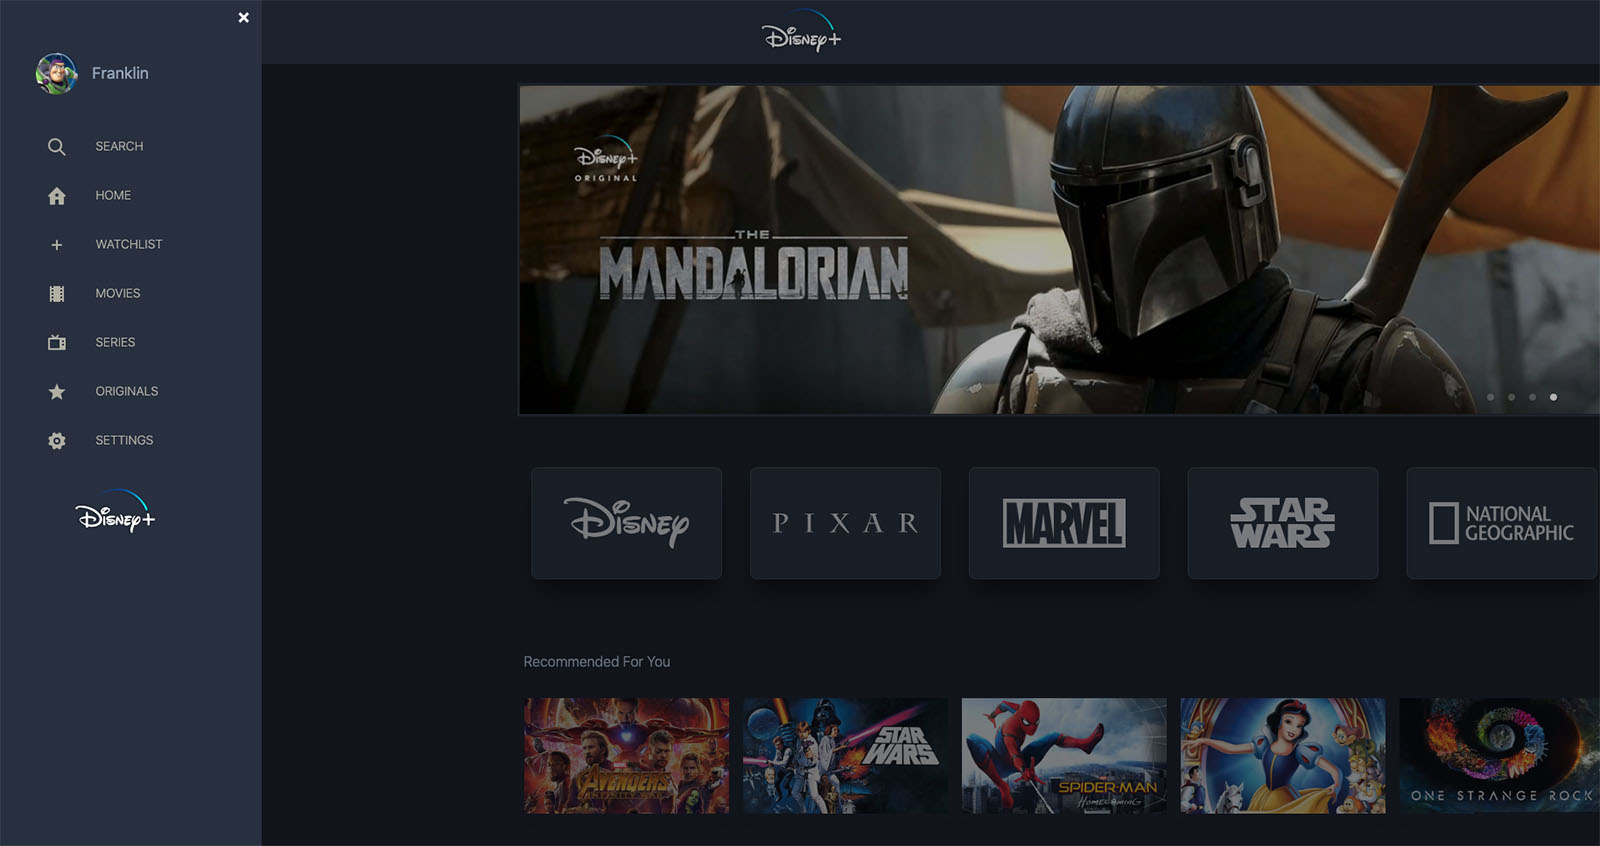 Franklin
SEARCH
HOME
WATCHLIST
MOVIES
SERIES
ORIGINALS
SETTINGS
Disney+
Disney+
Disney+
ORIGINAL
THE
MANDALORIAN
Disney
PIXAR
MARVEL
STAR
WARS
NATIONAL
GEOGRAPHIC
Recommended For You
AVENGERS
INFINITY WAR
STAR
WARS
SPIDER-MAN
HOMECOMING
ONE STRANGE ROCK